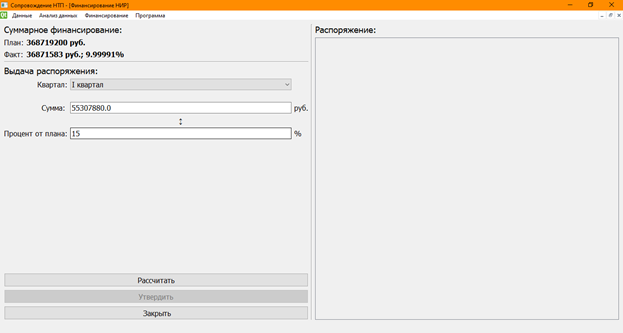 Сопровождение НТП - [Финансирование НИР]
Данные Анализ данных Финансирование Программа
Суммарное финансирование:
План: 368719200 руб.
Факт: 36871583 руб.; 9.99991%
Выдача распоряжения:
Квартал: I квартал
Сумма: 55307880.0 руб.
Процент от плана: 15 %
Рассчитать
Утвердить
Закрыть
Распоряжение: